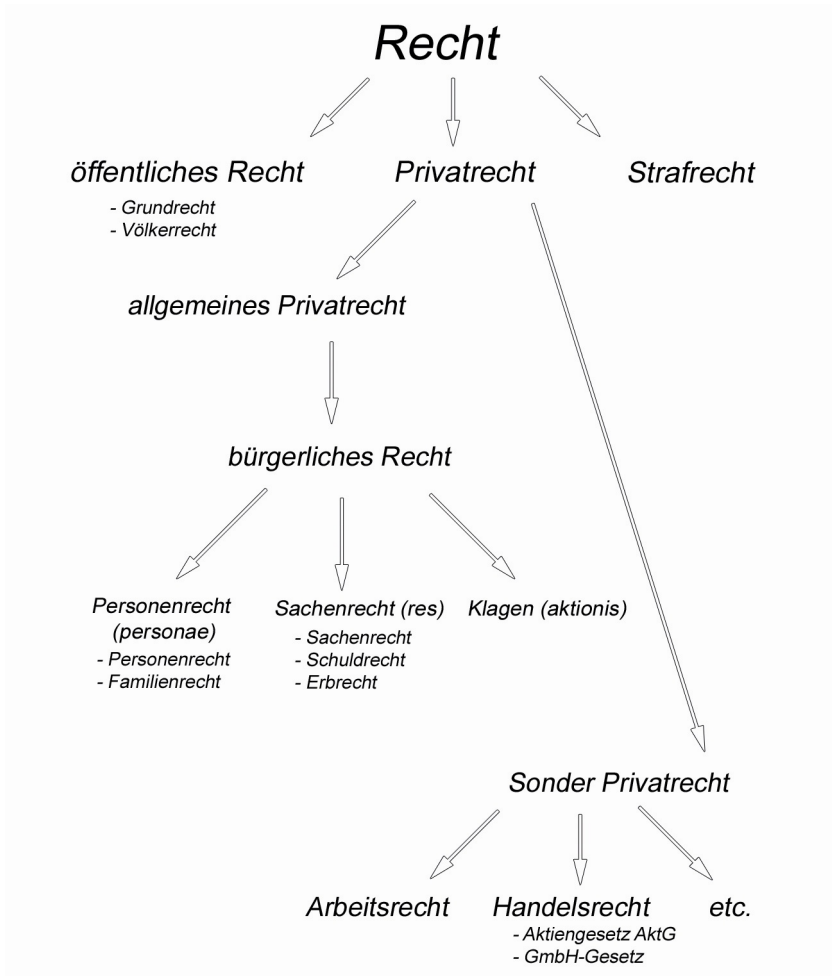 Recht
öffentliches Recht
- Grundrecht
- Völkerrecht
Privatrecht
Strafrecht
allgemeines Privatrecht
bürgerliches Recht
Personenrecht
(personae)
- Personenrecht
- Familienrecht
Sachenrecht (res)
- Sachenrecht
- Schuldrecht
- Erbrecht
Klagen (aktionis)
Sonder Privatrecht
Arbeitsrecht
Handelsrecht
- Aktiengesetz AktG
- GmbH-Gesetz
etc.